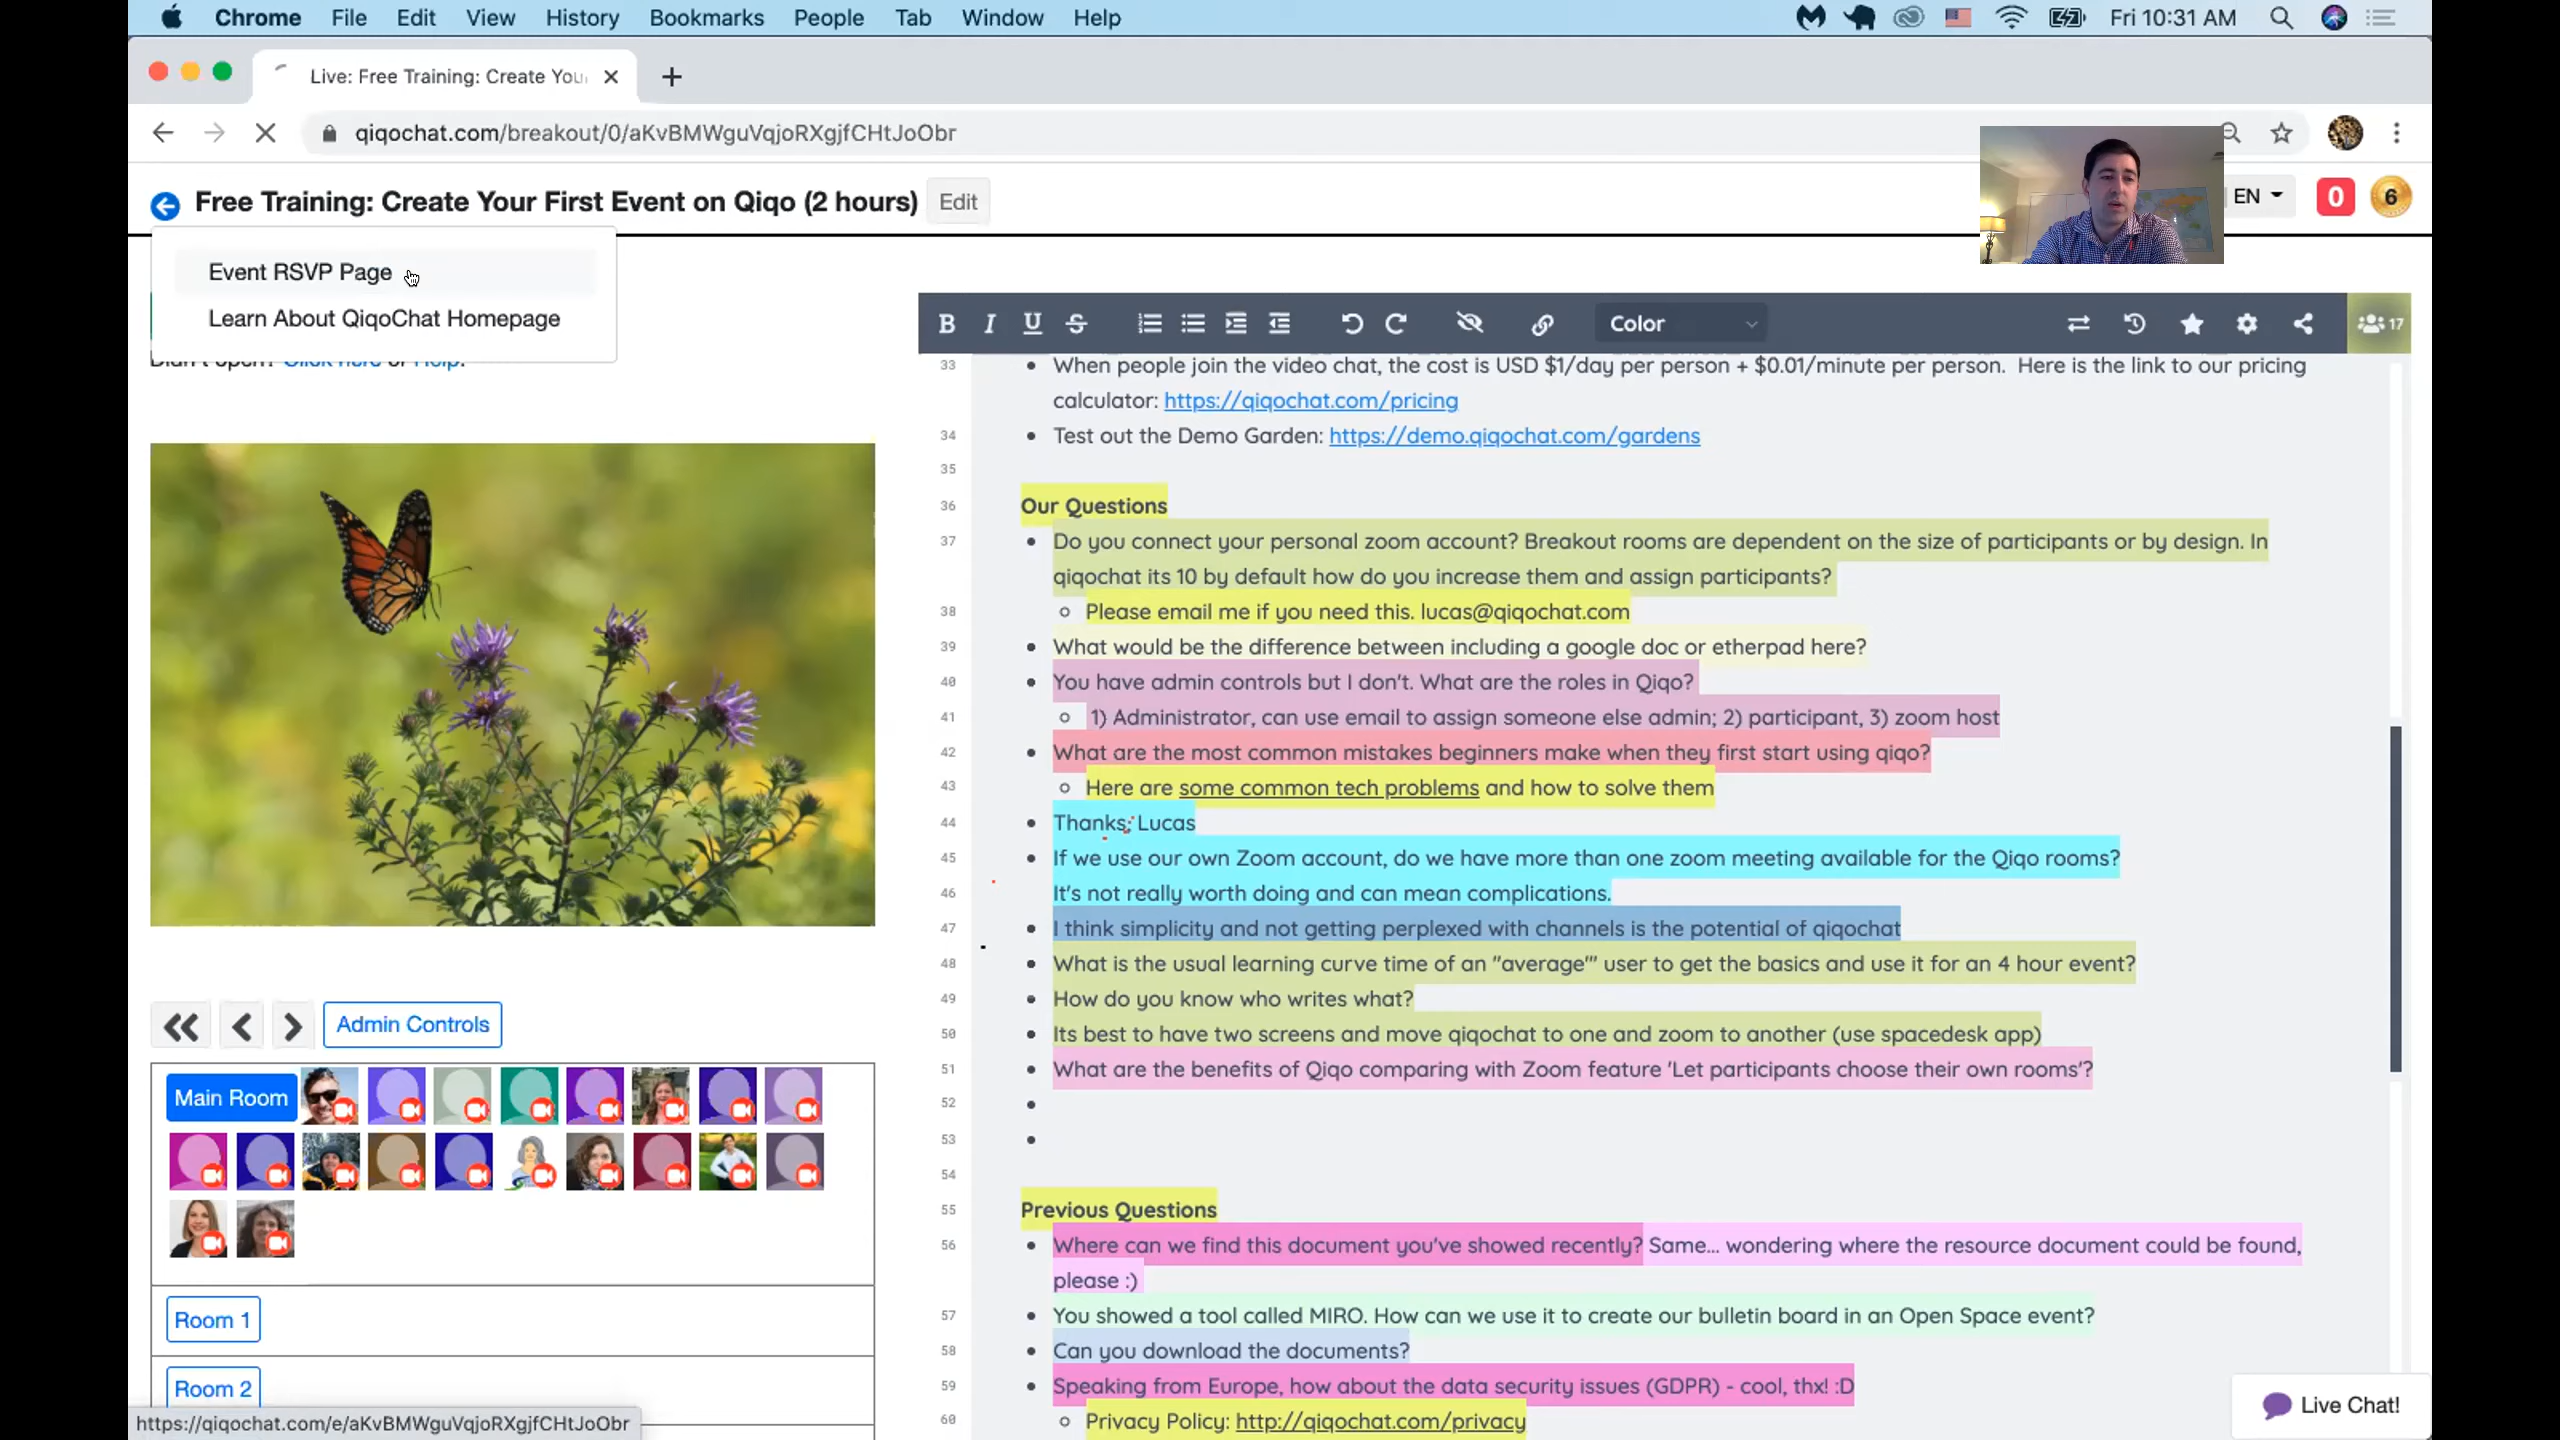 Chrome File Edit View History Bookmarks People Tab Window Help Fri 10:31 AM
Live: Free Training: Create You
qiqochat.com/breakout/0/aKvBMWguVqjoRXgjfCHtJoObr
Free Training: Create Your First Event on Qiqo (2 hours) Edit EN 0 6
Event RSVP Page
Learn About QiqoChat Homepage
Didn't open? Click here or Help.
B I U S Color 17
33 When people join the video chat, the cost is USD $1/day per person + $0.01/minute per person. Here is the link to our pricing
calculator: https://qiqochat.com/pricing
34 Test out the Demo Garden: https://demo.qiqochat.com/gardens
35
36 Our Questions
37 Do you connect your personal zoom account? Breakout rooms are dependent on the size of participants or by design. In
qiqochat its 10 by default how do you increase them and assign participants?
38 Please email me if you need this. lucas@qiqochat.com
39 What would be the difference between including a google doc or etherpad here?
40 You have admin controls but I don't. What are the roles in Qiqo?
41 1) Administrator, can use email to assign someone else admin; 2) participant, 3) zoom host
42 What are the most common mistakes beginners make when they first start using qiqo?
43 Here are some common tech problems and how to solve them
44 Thanks; Lucas
45 If we use our own Zoom account, do we have more than one zoom meeting available for the Qiqo rooms?
46 It's not really worth doing and can mean complications.
47 I think simplicity and not getting perplexed with channels is the potential of qiqochat
48 What is the usual learning curve time of an "average"' user to get the basics and use it for an 4 hour event?
49 How do you know who writes what?
50 Its best to have two screens and move qiqochat to one and zoom to another (use spacedesk app)
51 What are the benefits of Qiqo comparing with Zoom feature 'Let participants choose their own rooms'?
52
53
54
55 Previous Questions
56 Where can we find this document you've showed recently? Same... wondering where the resource document could be found,
please :)
57 You showed a tool called MIRO. How can we use it to create our bulletin board in an Open Space event?
58 Can you download the documents?
59 Speaking from Europe, how about the data security issues (GDPR) - cool, thx! :D
60 Privacy Policy: http://qiqochat.com/privacy
Admin Controls
Main Room
Room 1
Room 2
https://qiqochat.com/e/aKvBMWguVqjoRXgjfCHtJoObr
Live Chat!